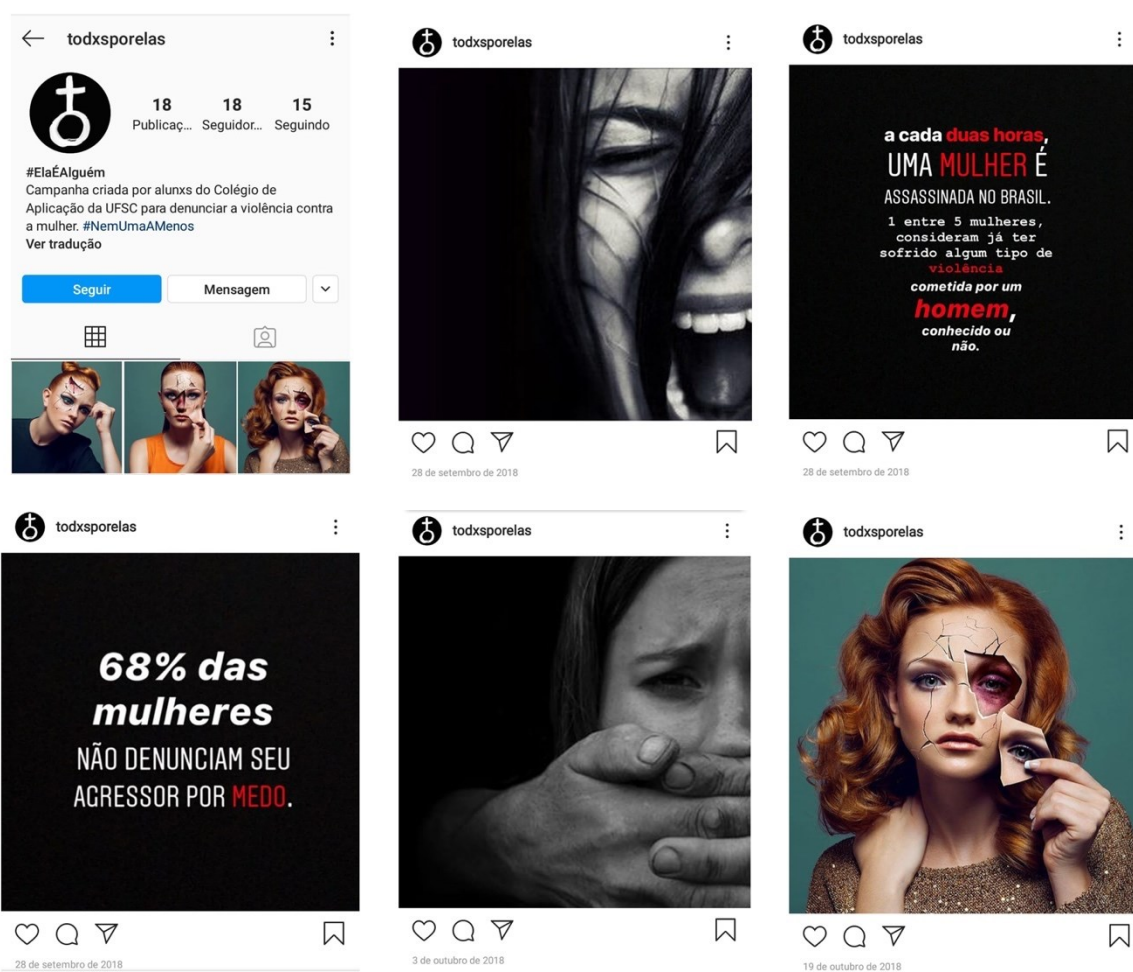 todxsporelas
18 18 15
Publicaç... Seguidor... Seguindo
#ElaÉAlguém
Campanha criada por alunxs do Colégio de
Aplicação da UFSC para denunciar a violência contra
a mulher. #NemUmaAMenos
Ver tradução
Seguir Mensagem
todxsporelas
28 de setembro de 2018
todxsporelas
a cada duas horas,
UMA MULHER É
ASSASSINADA NO BRASIL.
1 entre 5 mulheres,
consideram já ter
sofrido algum tipo de
violência
cometida por um
homem,
conhecido ou
não.
28 de setembro de 2018
todxsporelas
68% das
mulheres
NÃO DENUNCIAM SEU
AGRESSOR POR MEDO.
28 de setembro de 2018
todxsporelas
3 de outubro de 2018
todxsporelas
19 de outubro de 2018